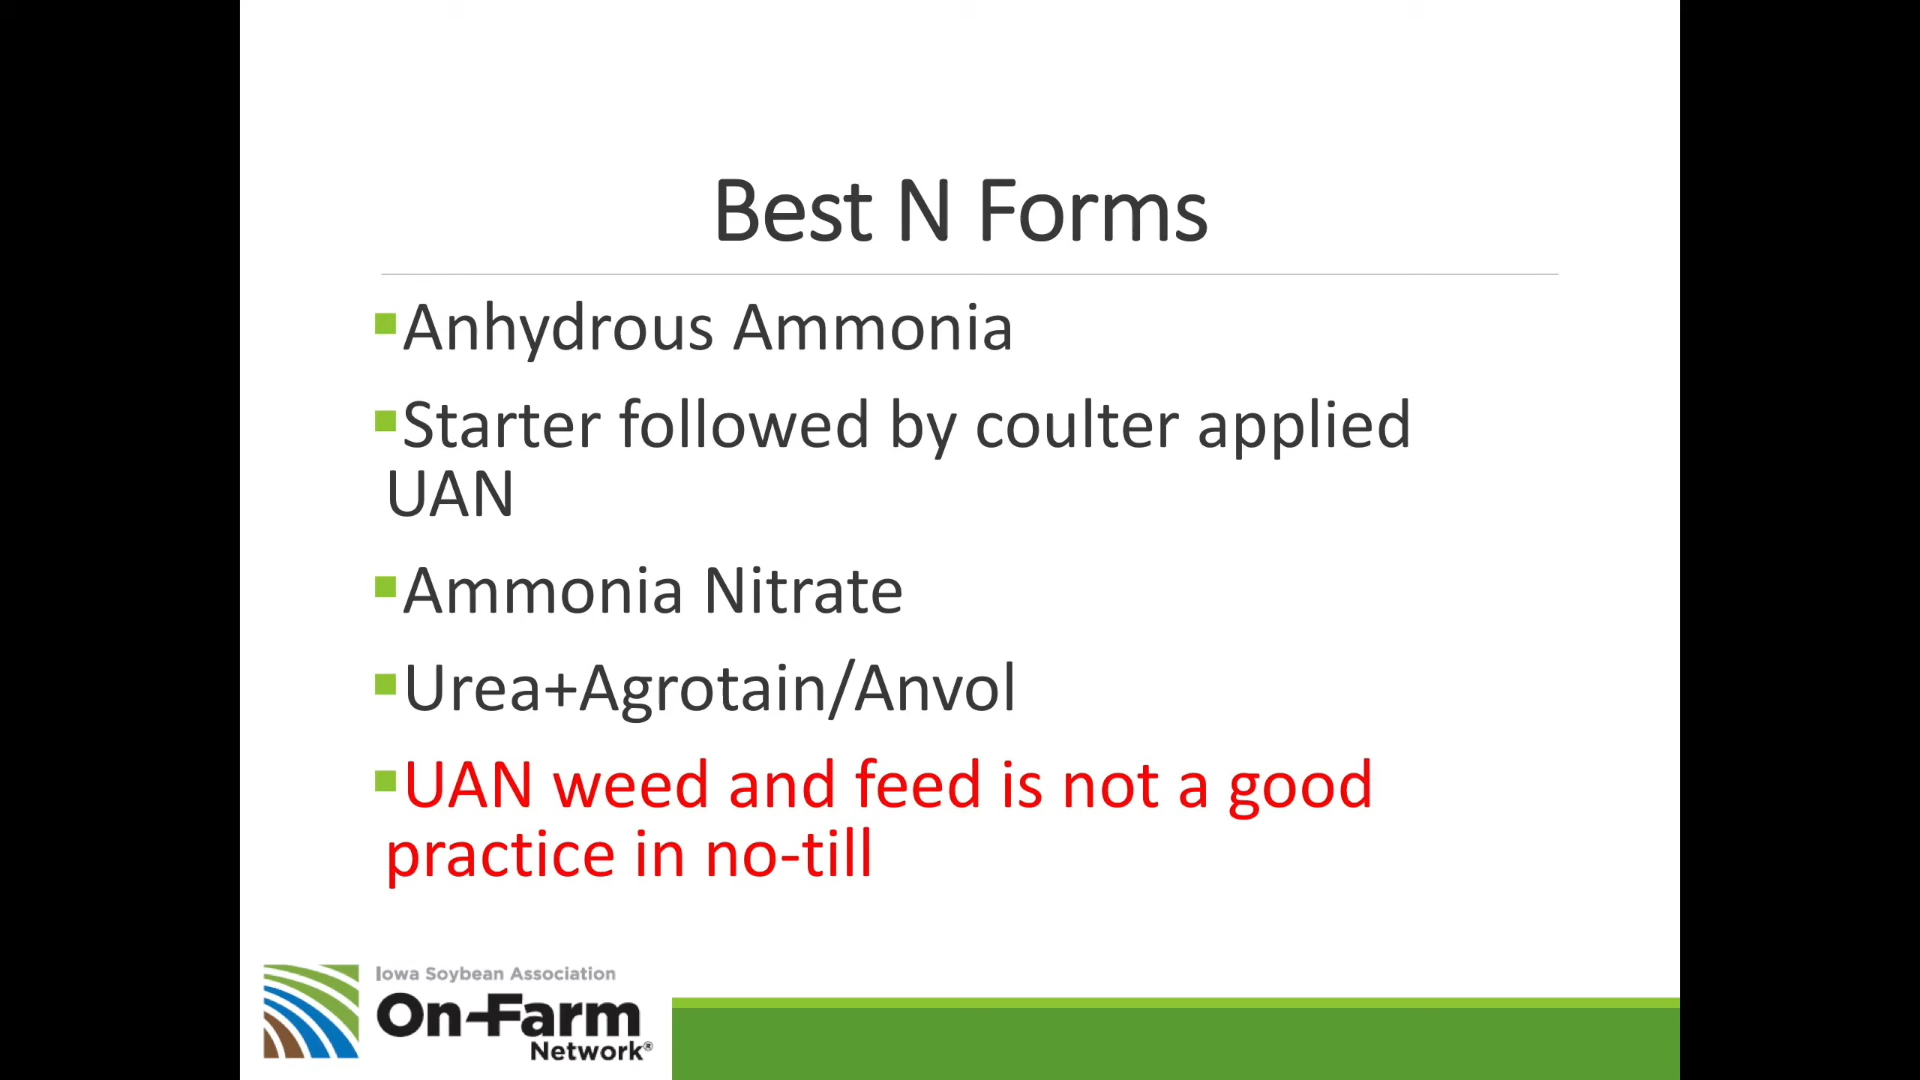 Best N Forms
Anhydrous Ammonia
Starter followed by coulter applied
UAN
Ammonia Nitrate
Urea+Agrotain/Anvol
UAN weed and feed is not a good
practice in no-till
Iowa Soybean Association
On-Farm
Network®